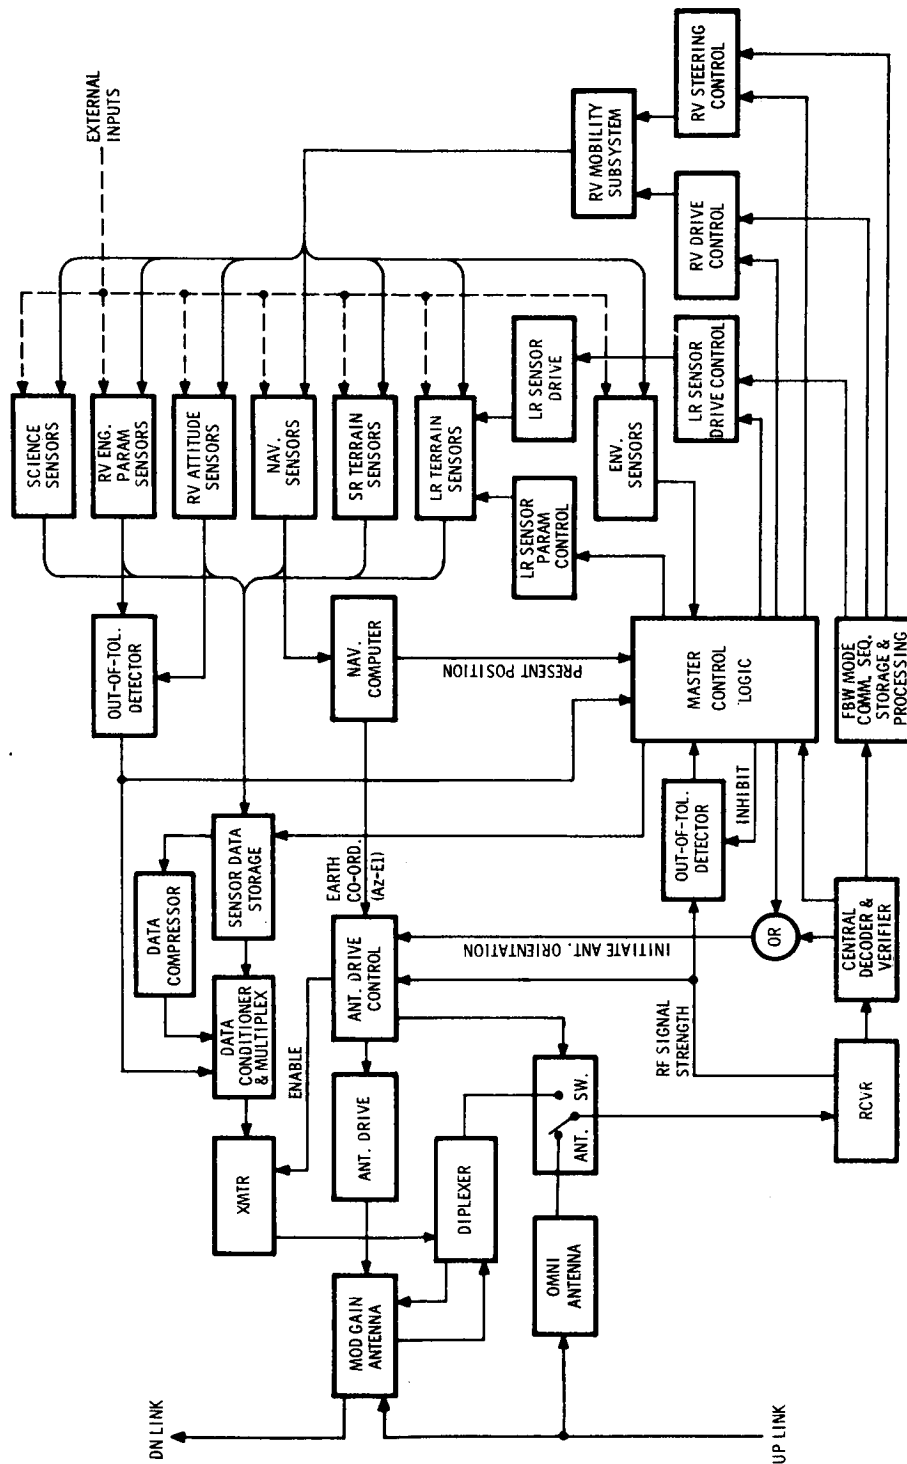 EXTERNAL
INPUTS
SCIENCE
SENSORS
RV ENG.
PARAM
SENSORS
RV ATTITUDE
SENSORS
NAV.
SENSORS
SR TERRAIN
SENSORS
LR TERRAIN
SENSORS
LR SENSOR
DRIVE
ENV.
SENSORS
LR SENSOR
PARAM
CONTROL
LR SENSOR
DRIVE CONTROL
RV DRIVE
CONTROL
RV MOBILITY
SUBSYSTEM
RV STEERING
CONTROL
OUT-OF-TOL.
DETECTOR
NAV.
COMPUTER
PRESENT POSITION
MASTER
CONTROL
LOGIC
FBW MODE
COMM. SEQ.
STORAGE &
PROCESSING
DATA
COMPRESSOR
SENSOR DATA
STORAGE
EARTH
CO-ORD.
(Az-El)
OUT-OF-TOL.
DETECTOR
INHIBIT
DATA
CONDITIONER
& MULTIPLEX
ANT. DRIVE
CONTROL
INITIATE ANT. ORIENTATION
OR
CENTRAL
DECODER &
VERIFIER
ENABLE
RF SIGNAL
STRENGTH
XMTR
ANT. DRIVE
DIPLEXER
ANT. SW.
RCVR
MOD GAIN
ANTENNA
OMNI
ANTENNA
DN LINK
UP LINK